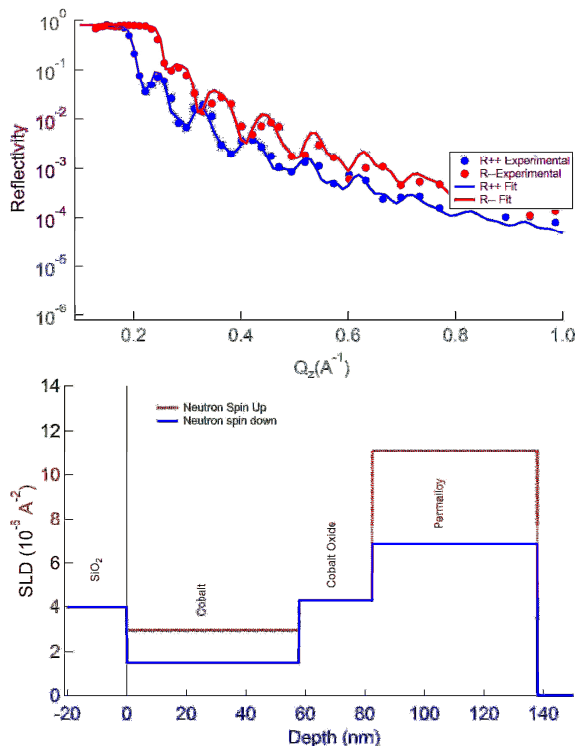 10^0
10^-1
10^-2
10^-3
10^-4
10^-5
10^-6
Reflectivity
R++ Experimental
R--Experimental
R++ Fit
R-- Fit
0.2 0.4 0.6 0.8 1.0
Q_z(A^-1)
14
12
10
8
6
4
2
0
SLD (10^-6 A^-2)
Neutron Spin Up
Neutron spin down
SiO_2
Cobalt
Cobalt Oxide
Permalloy
-20 0 20 40 60 80 100 120 140
Depth (nm)